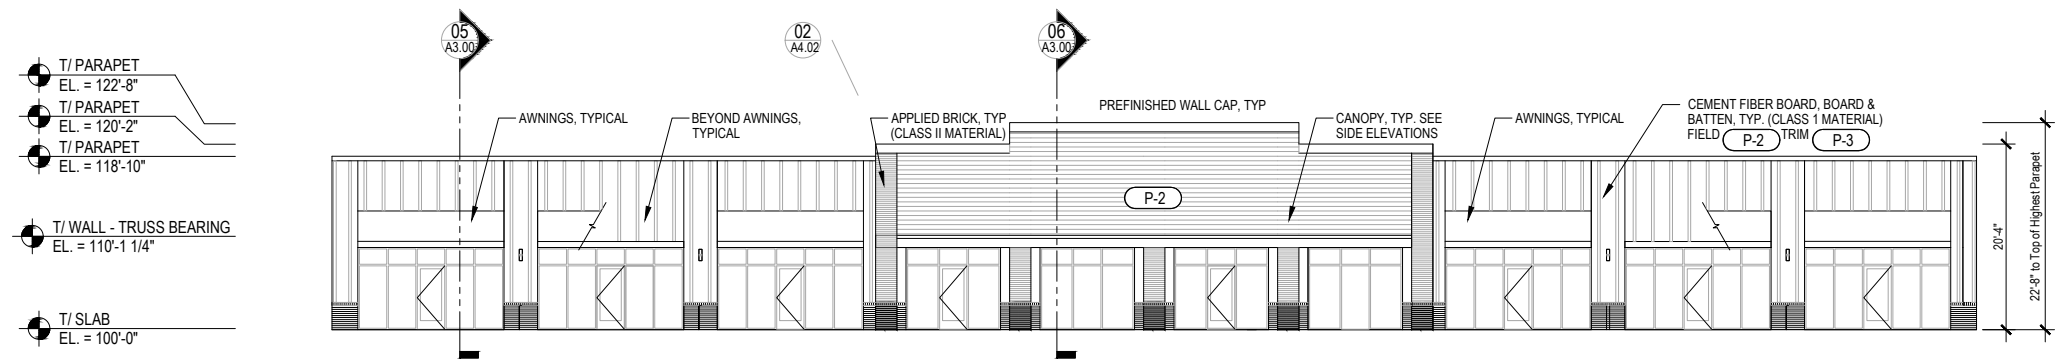 05
A3.00
02
A4.02
06
A3.00
T/ PARAPET
EL. = 122'-8"
T/ PARAPET
EL. = 120'-2"
T/ PARAPET
EL. = 118'-10"
T/ WALL - TRUSS BEARING
EL. = 110'-1 1/4"
T/ SLAB
EL. = 100'-0"
AWNINGS, TYPICAL
BEYOND AWNINGS,
TYPICAL
APPLIED BRICK, TYP
(CLASS II MATERIAL)
PREFINISHED WALL CAP, TYP
CANOPY, TYP. SEE
SIDE ELEVATIONS
AWNINGS, TYPICAL
CEMENT FIBER BOARD, BOARD &
BATTEN, TYP. (CLASS 1 MATERIAL)
FIELD P-2 TRIM P-3
P-2
20'-4"
22'-8" to Top of Highest Parapet